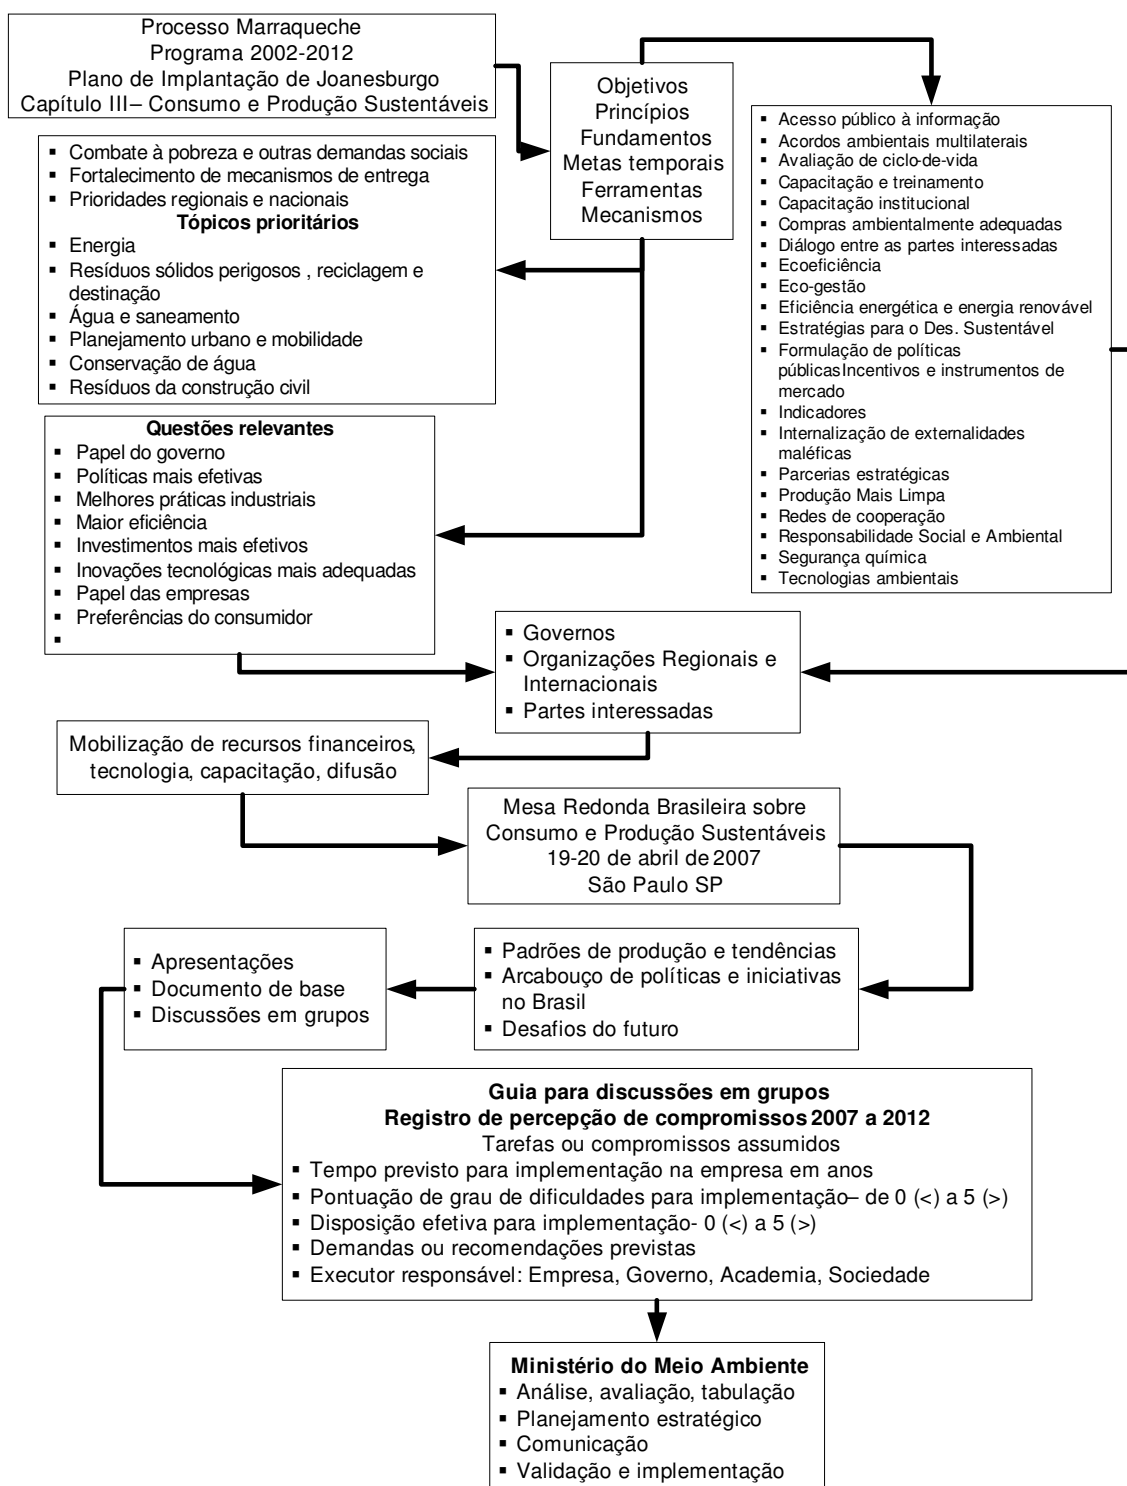 Processo Marraqueche
Programa 2002-2012
Plano de Implantação de Joanesburgo
Capítulo III– Consumo e Produção Sustentáveis
Objetivos
Princípios
Fundamentos
Metas temporais
Ferramentas
Mecanismos
▪ Acesso público à informação
▪ Acordos ambientais multilaterais
▪ Avaliação de ciclo-de-vida
▪ Capacitação e treinamento
▪ Capacitação institucional
▪ Compras ambientalmente adequadas
▪ Diálogo entre as partes interessadas
▪ Ecoeficiência
▪ Eco-gestão
▪ Eficiência energética e energia renovável
▪ Estratégias para o Des. Sustentável
▪ Formulação de políticas
públicasIncentivos e instrumentos de
mercado
▪ Indicadores
▪ Internalização de externalidades
maléficas
▪ Parcerias estratégicas
▪ Produção Mais Limpa
▪ Redes de cooperação
▪ Responsabilidade Social e Ambiental
▪ Segurança química
▪ Tecnologias ambientais
▪ Combate à pobreza e outras demandas sociais
▪ Fortalecimento de mecanismos de entrega
▪ Prioridades regionais e nacionais
Tópicos prioritários
▪ Energia
▪ Resíduos sólidos perigosos , reciclagem e
destinação
▪ Água e saneamento
▪ Planejamento urbano e mobilidade
▪ Conservação de água
▪ Resíduos da construção civil
Questões relevantes
▪ Papel do governo
▪ Políticas mais efetivas
▪ Melhores práticas industriais
▪ Maior eficiência
▪ Investimentos mais efetivos
▪ Inovações tecnológicas mais adequadas
▪ Papel das empresas
▪ Preferências do consumidor
▪
▪ Governos
▪ Organizações Regionais e
Internacionais
▪ Partes interessadas
Mobilização de recursos financeiros,
tecnologia, capacitação, difusão
Mesa Redonda Brasileira sobre
Consumo e Produção Sustentáveis
19-20 de abril de 2007
São Paulo SP
▪ Padrões de produção e tendências
▪ Arcabouço de políticas e iniciativas
no Brasil
▪ Desafios do futuro
▪ Apresentações
▪ Documento de base
▪ Discussões em grupos
Guia para discussões em grupos
Registro de percepção de compromissos 2007 a 2012
Tarefas ou compromissos assumidos
▪ Tempo previsto para implementação na empresa em anos
▪ Pontuação de grau de dificuldades para implementação– de 0 (<) a 5 (>)
▪ Disposição efetiva para implementação- 0 (<) a 5 (>)
▪ Demandas ou recomendações previstas
▪ Executor responsável: Empresa, Governo, Academia, Sociedade
Ministério do Meio Ambiente
▪ Análise, avaliação, tabulação
▪ Planejamento estratégico
▪ Comunicação
▪ Validação e implementação